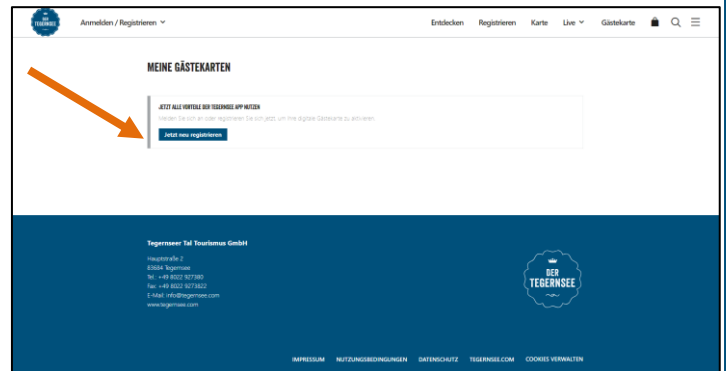 DER
TEGERNSEE
Anmelden / Registrieren
Entdecken
Registrieren
Karte
Live
Gästekarte
MEINE GÄSTEKARTEN
JETZT ALLE VORTEILE DER TEGERNSEE APP NUTZEN
Melden Sie sich an oder registrieren Sie sich jetzt, um Ihre digitale Gästekarte zu aktivieren.
Jetzt neu registrieren
Tegernseer Tal Tourismus GmbH
Hauptstraße 2
83684 Tegernsee
Tel.: +49 8022 927380
Fax: +49 8022 9273822
E-Mail: info@tegernsee.com
www.tegernsee.com
DER
TEGERNSEE
IMPRESSUM
NUTZUNGSBEDINGUNGEN
DATENSCHUTZ
TEGERNSEE.COM
COOKIES VERWALTEN